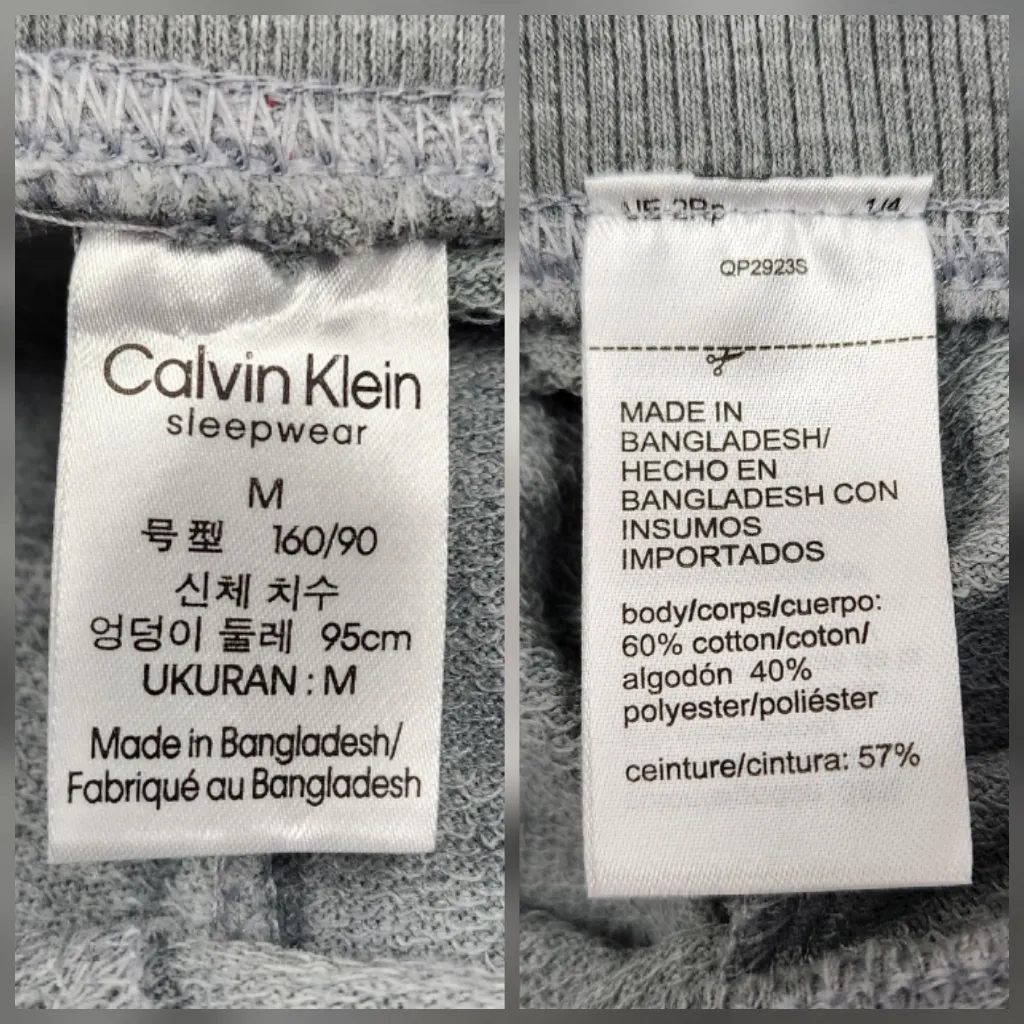 Calvin Klein
sleepwear
M
号型 160/90
신체 치수
엉덩이 둘레 95cm
UKURAN : M
Made in Bangladesh/
Fabriqué au Bangladesh
1/4
QP2923S
MADE IN
BANGLADESH/
HECHO EN
BANGLADESH CON
INSUMOS
IMPORTADOS
body/corps/cuerpo:
60% cotton/coton/
algodón 40%
polyester/poliéster
ceinture/cintura: 57%